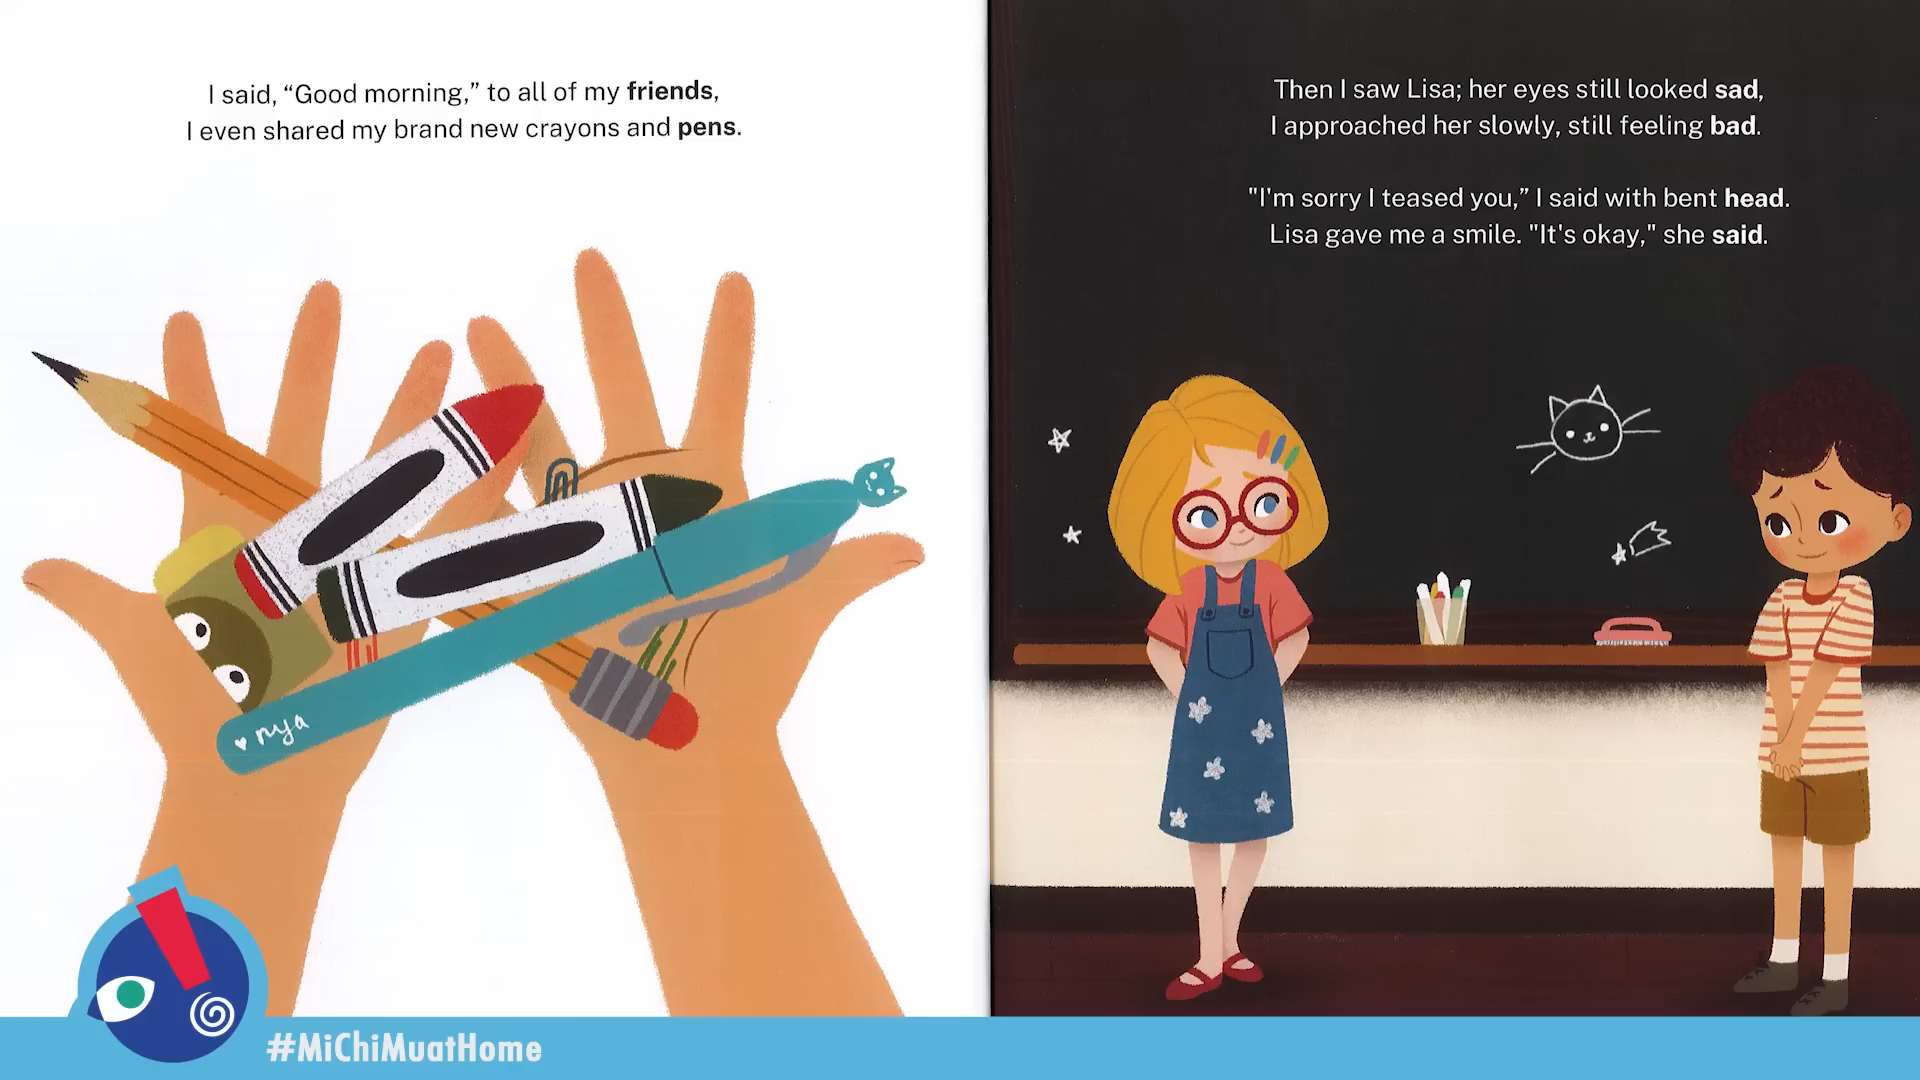 I said, “Good morning,” to all of my friends,
I even shared my brand new crayons and pens.
nya
Then I saw Lisa; her eyes still looked sad,
I approached her slowly, still feeling bad.
"I'm sorry I teased you,” I said with bent head.
Lisa gave me a smile. "It's okay," she said.
#MiChiMuatHome